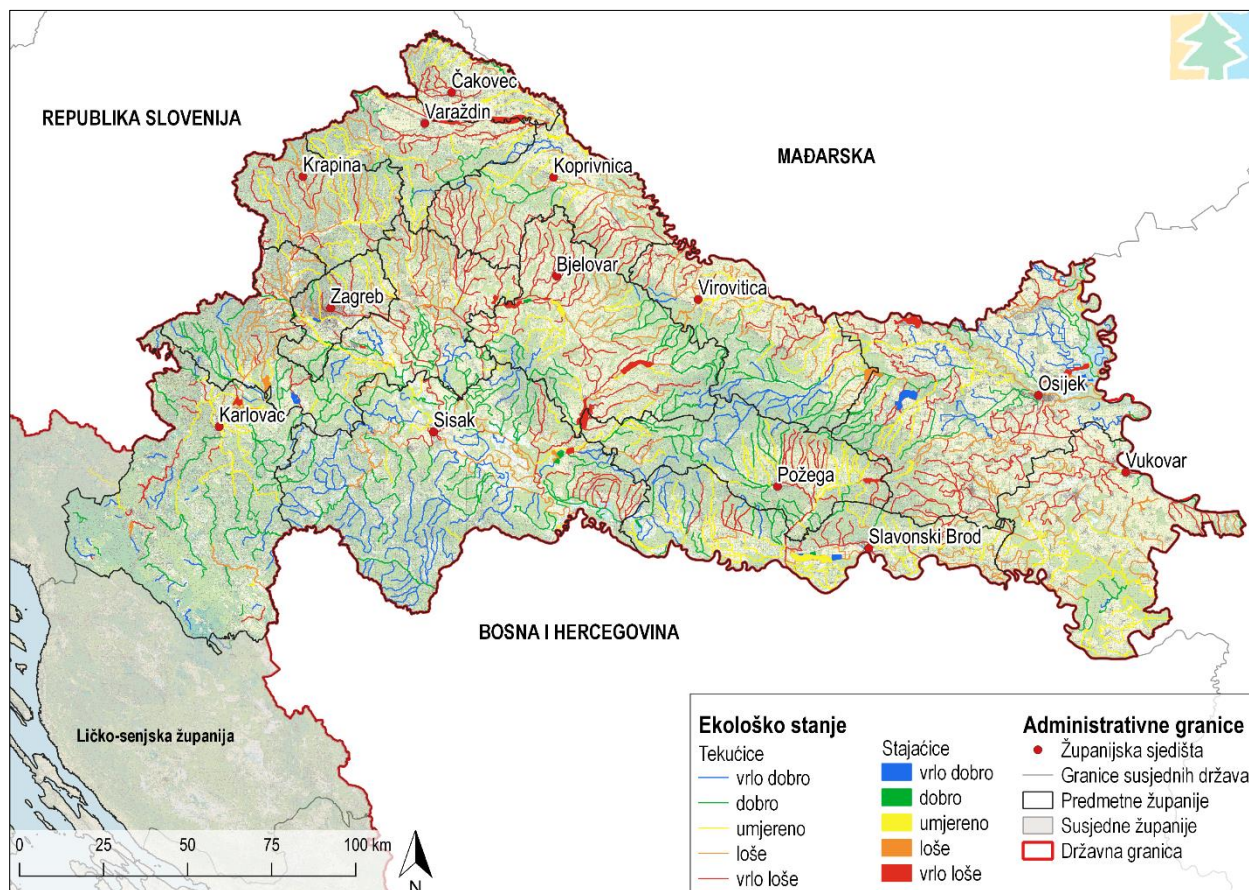 REPUBLIKA SLOVENIJA
MAĐARSKA
Čakovec
Varaždin
Krapina
Koprivnica
Bjelovar
Zagreb
Virovitica
Karlovac
Sisak
Osijek
Požega
Vukovar
Slavonski Brod
BOSNA I HERCEGOVINA
Ličko-senjska županija
0 25 50 75 100 km
N
Ekološko stanje
Tekućice
vrlo dobro
dobro
umjereno
loše
vrlo loše
Stajaćice
vrlo dobro
dobro
umjereno
loše
vrlo loše
Administrativne granice
Županijska sjedišta
Granice susjednih država
Predmetne županije
Susjedne županije
Državna granica